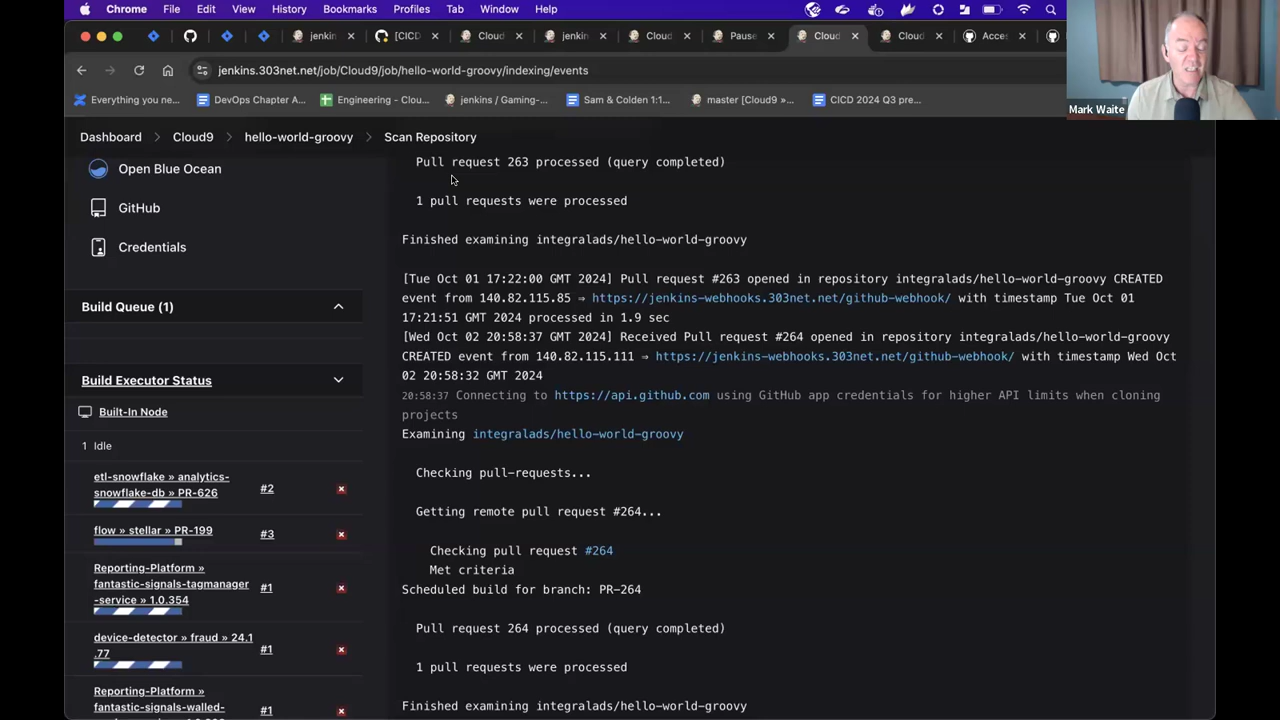 Chrome File Edit View History Bookmarks Profiles Tab Window Help
jenkin [CICD Cloud jenkin Cloud Pause Cloud Cloud Acces
jenkins.303net.net/job/Cloud9/job/hello-world-groovy/indexing/events
Everything you ne... DevOps Chapter A... Engineering - Clou... jenkins / Gaming-... Sam & Colden 1:1... master [Cloud9 »... CICD 2024 Q3 pre...
Mark Waite
Dashboard > Cloud9 > hello-world-groovy > Scan Repository
Open Blue Ocean
GitHub
Credentials
Build Queue (1)
Build Executor Status
Built-In Node
1 Idle
etl-snowflake » analytics-
snowflake-db » PR-626 #2
flow » stellar » PR-199 #3
Reporting-Platform »
fantastic-signals-tagmanager
-service » 1.0.354 #1
device-detector » fraud » 24.1
.77 #1
Reporting-Platform »
fantastic-signals-walled- #1
Pull request 263 processed (query completed)
1 pull requests were processed
Finished examining integralads/hello-world-groovy
[Tue Oct 01 17:22:00 GMT 2024] Pull request #263 opened in repository integralads/hello-world-groovy CREATED
event from 140.82.115.85 ⇒ https://jenkins-webhooks.303net.net/github-webhook/ with timestamp Tue Oct 01
17:21:51 GMT 2024 processed in 1.9 sec
[Wed Oct 02 20:58:37 GMT 2024] Received Pull request #264 opened in repository integralads/hello-world-groovy
CREATED event from 140.82.115.111 ⇒ https://jenkins-webhooks.303net.net/github-webhook/ with timestamp Wed Oct
02 20:58:32 GMT 2024
20:58:37 Connecting to https://api.github.com using GitHub app credentials for higher API limits when cloning
projects
Examining integralads/hello-world-groovy
Checking pull-requests...
Getting remote pull request #264...
Checking pull request #264
Met criteria
Scheduled build for branch: PR-264
Pull request 264 processed (query completed)
1 pull requests were processed
Finished examining integralads/hello-world-groovy